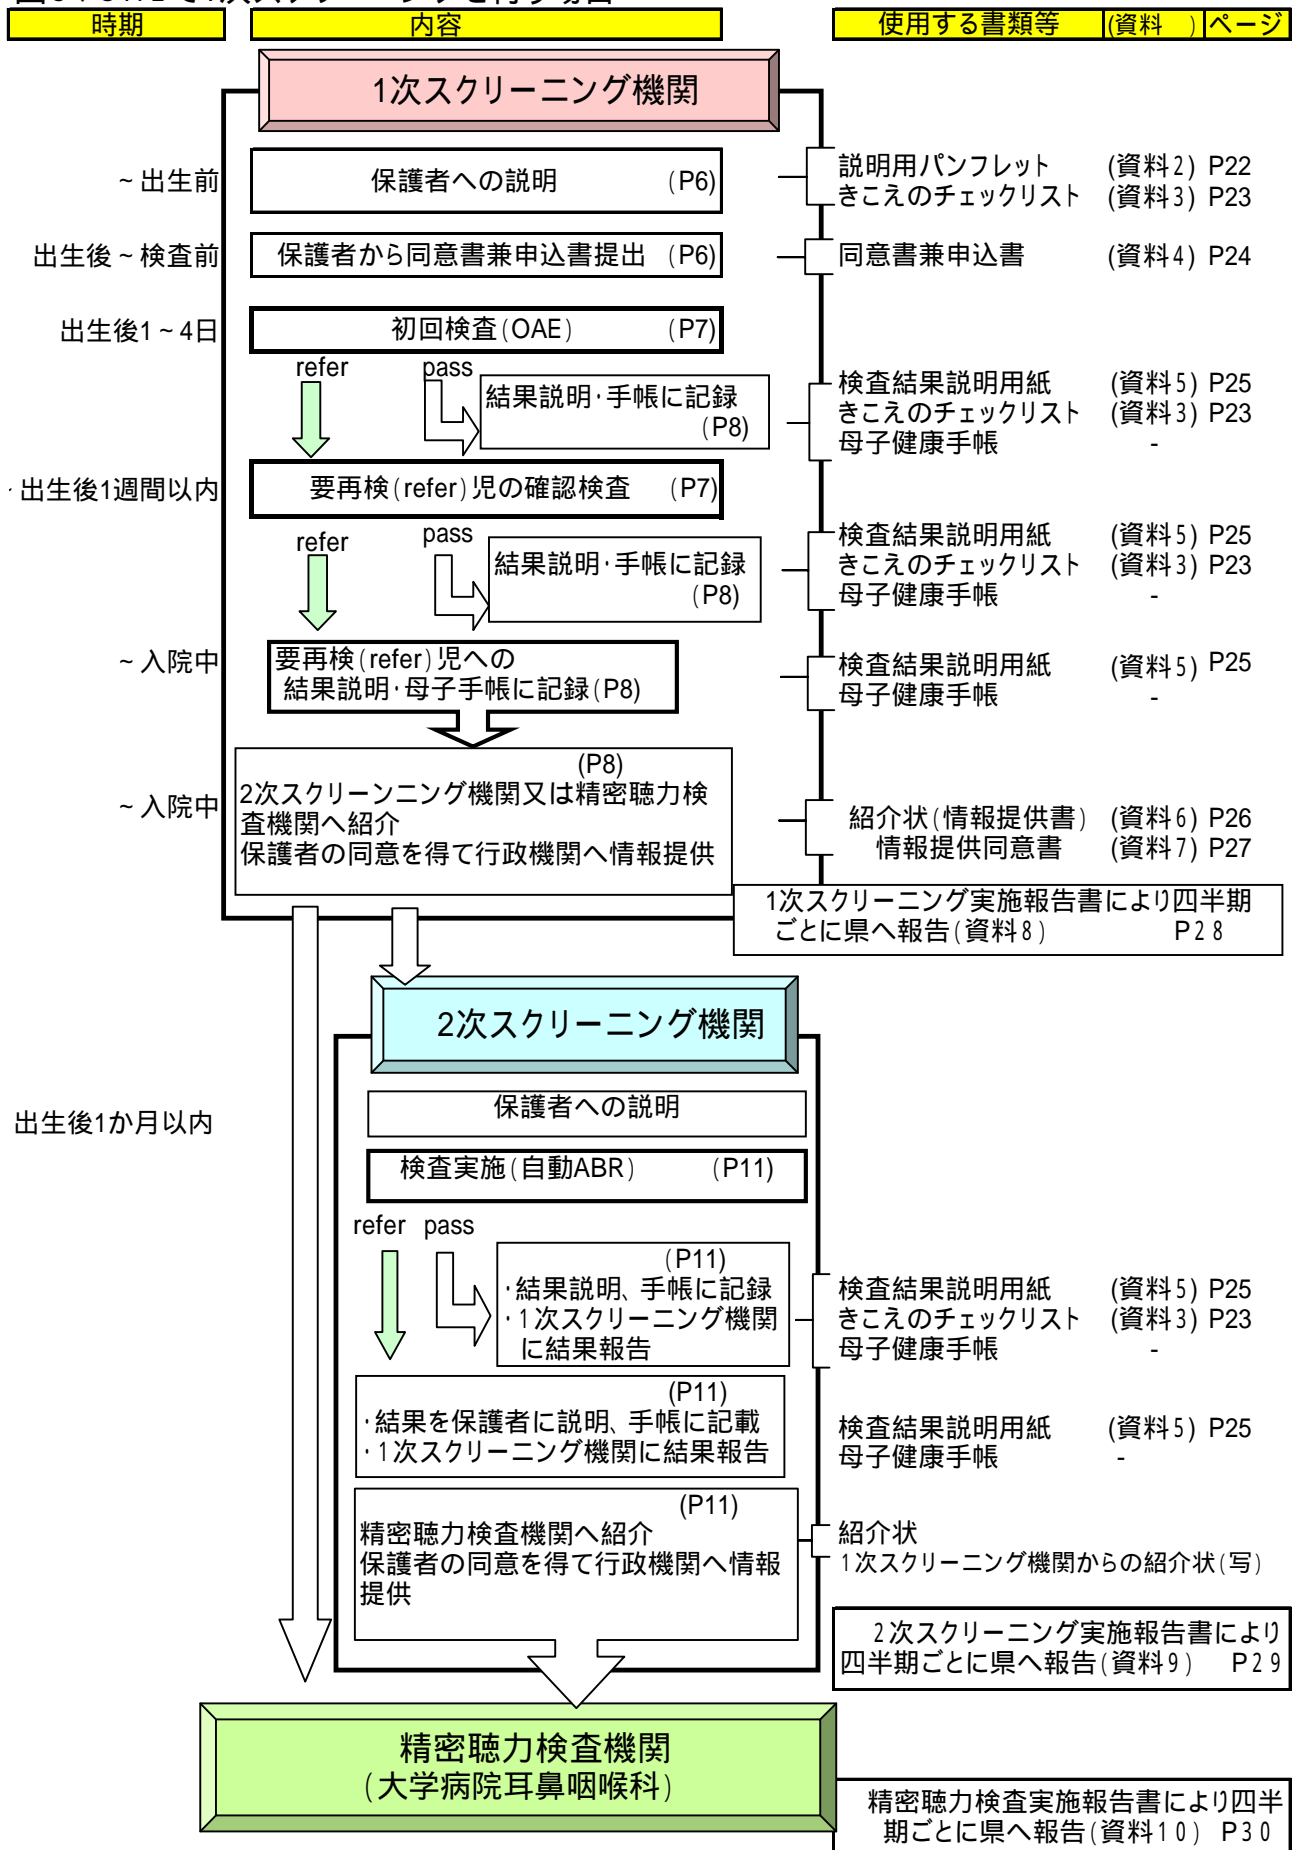 時期 内容 使用する書類等 (資料 ) ページ
1次スクリーニング機関
~出生前 保護者への説明 (P6) 説明用パンフレット (資料2) P22
きこえのチェックリスト (資料3) P23
出生後~検査前 保護者から同意書兼申込書提出 (P6) 同意書兼申込書 (資料4) P24
出生後1~4日 初回検査(OAE) (P7)
refer pass
結果説明・手帳に記録
(P8)
検査結果説明用紙 (資料5) P25
きこえのチェックリスト (資料3) P23
母子健康手帳 -
出生後1週間以内 要再検(refer)児の確認検査 (P7)
refer pass
結果説明・手帳に記録
(P8)
検査結果説明用紙 (資料5) P25
きこえのチェックリスト (資料3) P23
母子健康手帳 -
~入院中 要再検(refer)児への
結果説明・母子手帳に記録(P8)
検査結果説明用紙 (資料5) P25
母子健康手帳 -
~入院中
(P8)
2次スクリーンニング機関又は精密聴力検
査機関へ紹介
保護者の同意を得て行政機関へ情報提供
紹介状(情報提供書) (資料6) P26
情報提供同意書 (資料7) P27
1次スクリーニング実施報告書により四半期
ごとに県へ報告(資料8) P28
2次スクリーニング機関
出生後1か月以内
保護者への説明
検査実施(自動ABR) (P11)
refer pass
(P11)
・結果説明、手帳に記録
・1次スクリーニング機関
に結果報告
検査結果説明用紙 (資料5) P25
きこえのチェックリスト (資料3) P23
母子健康手帳 -
(P11)
・結果を保護者に説明、手帳に記載
・1次スクリーニング機関に結果報告
検査結果説明用紙 (資料5) P25
母子健康手帳 -
(P11)
精密聴力検査機関へ紹介
保護者の同意を得て行政機関へ情報
提供
紹介状
1次スクリーニング機関からの紹介状(写)
2次スクリーニング実施報告書により
四半期ごとに県へ報告(資料9) P29
精密聴力検査機関
(大学病院耳鼻咽喉科)
精密聴力検査実施報告書により四半
期ごとに県へ報告(資料10) P30